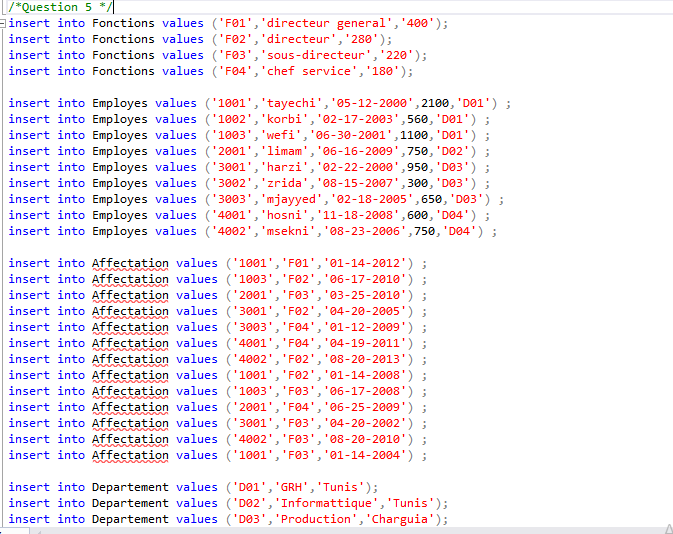 /*Question 5 */
insert into Fonctions values ('F01','directeur general','400');
insert into Fonctions values ('F02','directeur','280');
insert into Fonctions values ('F03','sous-directeur','220');
insert into Fonctions values ('F04','chef service','180');
insert into Employes values ('1001','tayechi','05-12-2000',2100,'D01') ;
insert into Employes values ('1002','korbi','02-17-2003',560,'D01') ;
insert into Employes values ('1003','wefi','06-30-2001',1100,'D01') ;
insert into Employes values ('2001','limam','06-16-2009',750,'D02') ;
insert into Employes values ('3001','harzi','02-22-2000',950,'D03') ;
insert into Employes values ('3002','zrida','08-15-2007',300,'D03') ;
insert into Employes values ('3003','mjayyed','02-18-2005',650,'D03') ;
insert into Employes values ('4001','hosni','11-18-2008',600,'D04') ;
insert into Employes values ('4002','msekni','08-23-2006',750,'D04') ;
insert into Affectation values ('1001','F01','01-14-2012') ;
insert into Affectation values ('1003','F02','06-17-2010') ;
insert into Affectation values ('2001','F03','03-25-2010') ;
insert into Affectation values ('3001','F02','04-20-2005') ;
insert into Affectation values ('3003','F04','01-12-2009') ;
insert into Affectation values ('4001','F04','04-19-2011') ;
insert into Affectation values ('4002','F02','08-20-2013') ;
insert into Affectation values ('1001','F02','01-14-2008') ;
insert into Affectation values ('1003','F03','06-17-2008') ;
insert into Affectation values ('2001','F04','06-25-2009') ;
insert into Affectation values ('3001','F03','04-20-2002') ;
insert into Affectation values ('4002','F03','08-20-2010') ;
insert into Affectation values ('1001','F03','01-14-2004') ;
insert into Departement values ('D01','GRH','Tunis');
insert into Departement values ('D02','Informattique','Tunis');
insert into Departement values ('D03','Production','Charguia');